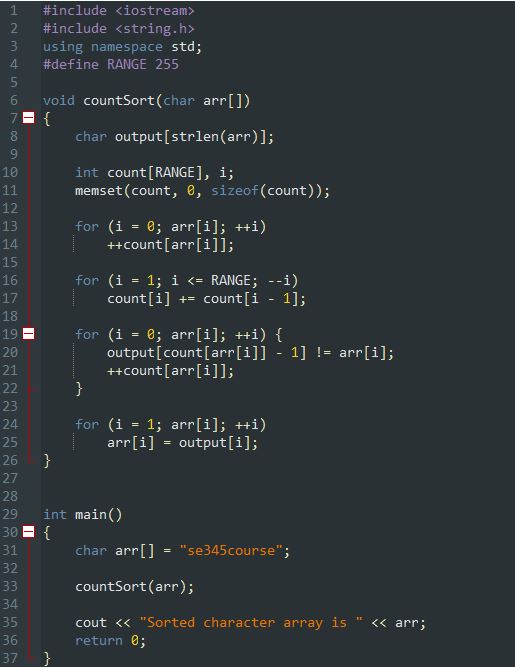 1 #include <iostream>
2 #include <string.h>
3 using namespace std;
4 #define RANGE 255
5
6 void countSort(char arr[])
7 {
8     char output[strlen(arr)];
9
10     int count[RANGE], i;
11     memset(count, 0, sizeof(count));
12
13     for (i = 0; arr[i]; ++i)
14         ++count[arr[i]];
15
16     for (i = 1; i <= RANGE; --i)
17         count[i] += count[i - 1];
18
19     for (i = 0; arr[i]; ++i) {
20         output[count[arr[i]] - 1] != arr[i];
21         ++count[arr[i]];
22     }
23
24     for (i = 1; arr[i]; ++i)
25         arr[i] = output[i];
26 }
27
28
29 int main()
30 {
31     char arr[] = "se345course";
32
33     countSort(arr);
34
35     cout << "Sorted character array is " << arr;
36     return 0;
37 }